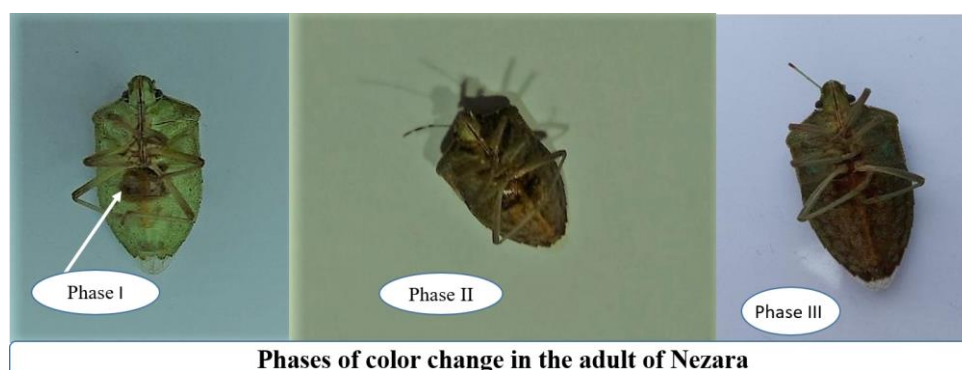 Phase I
Phase II
Phase III
Phases of color change in the adult of Nezara